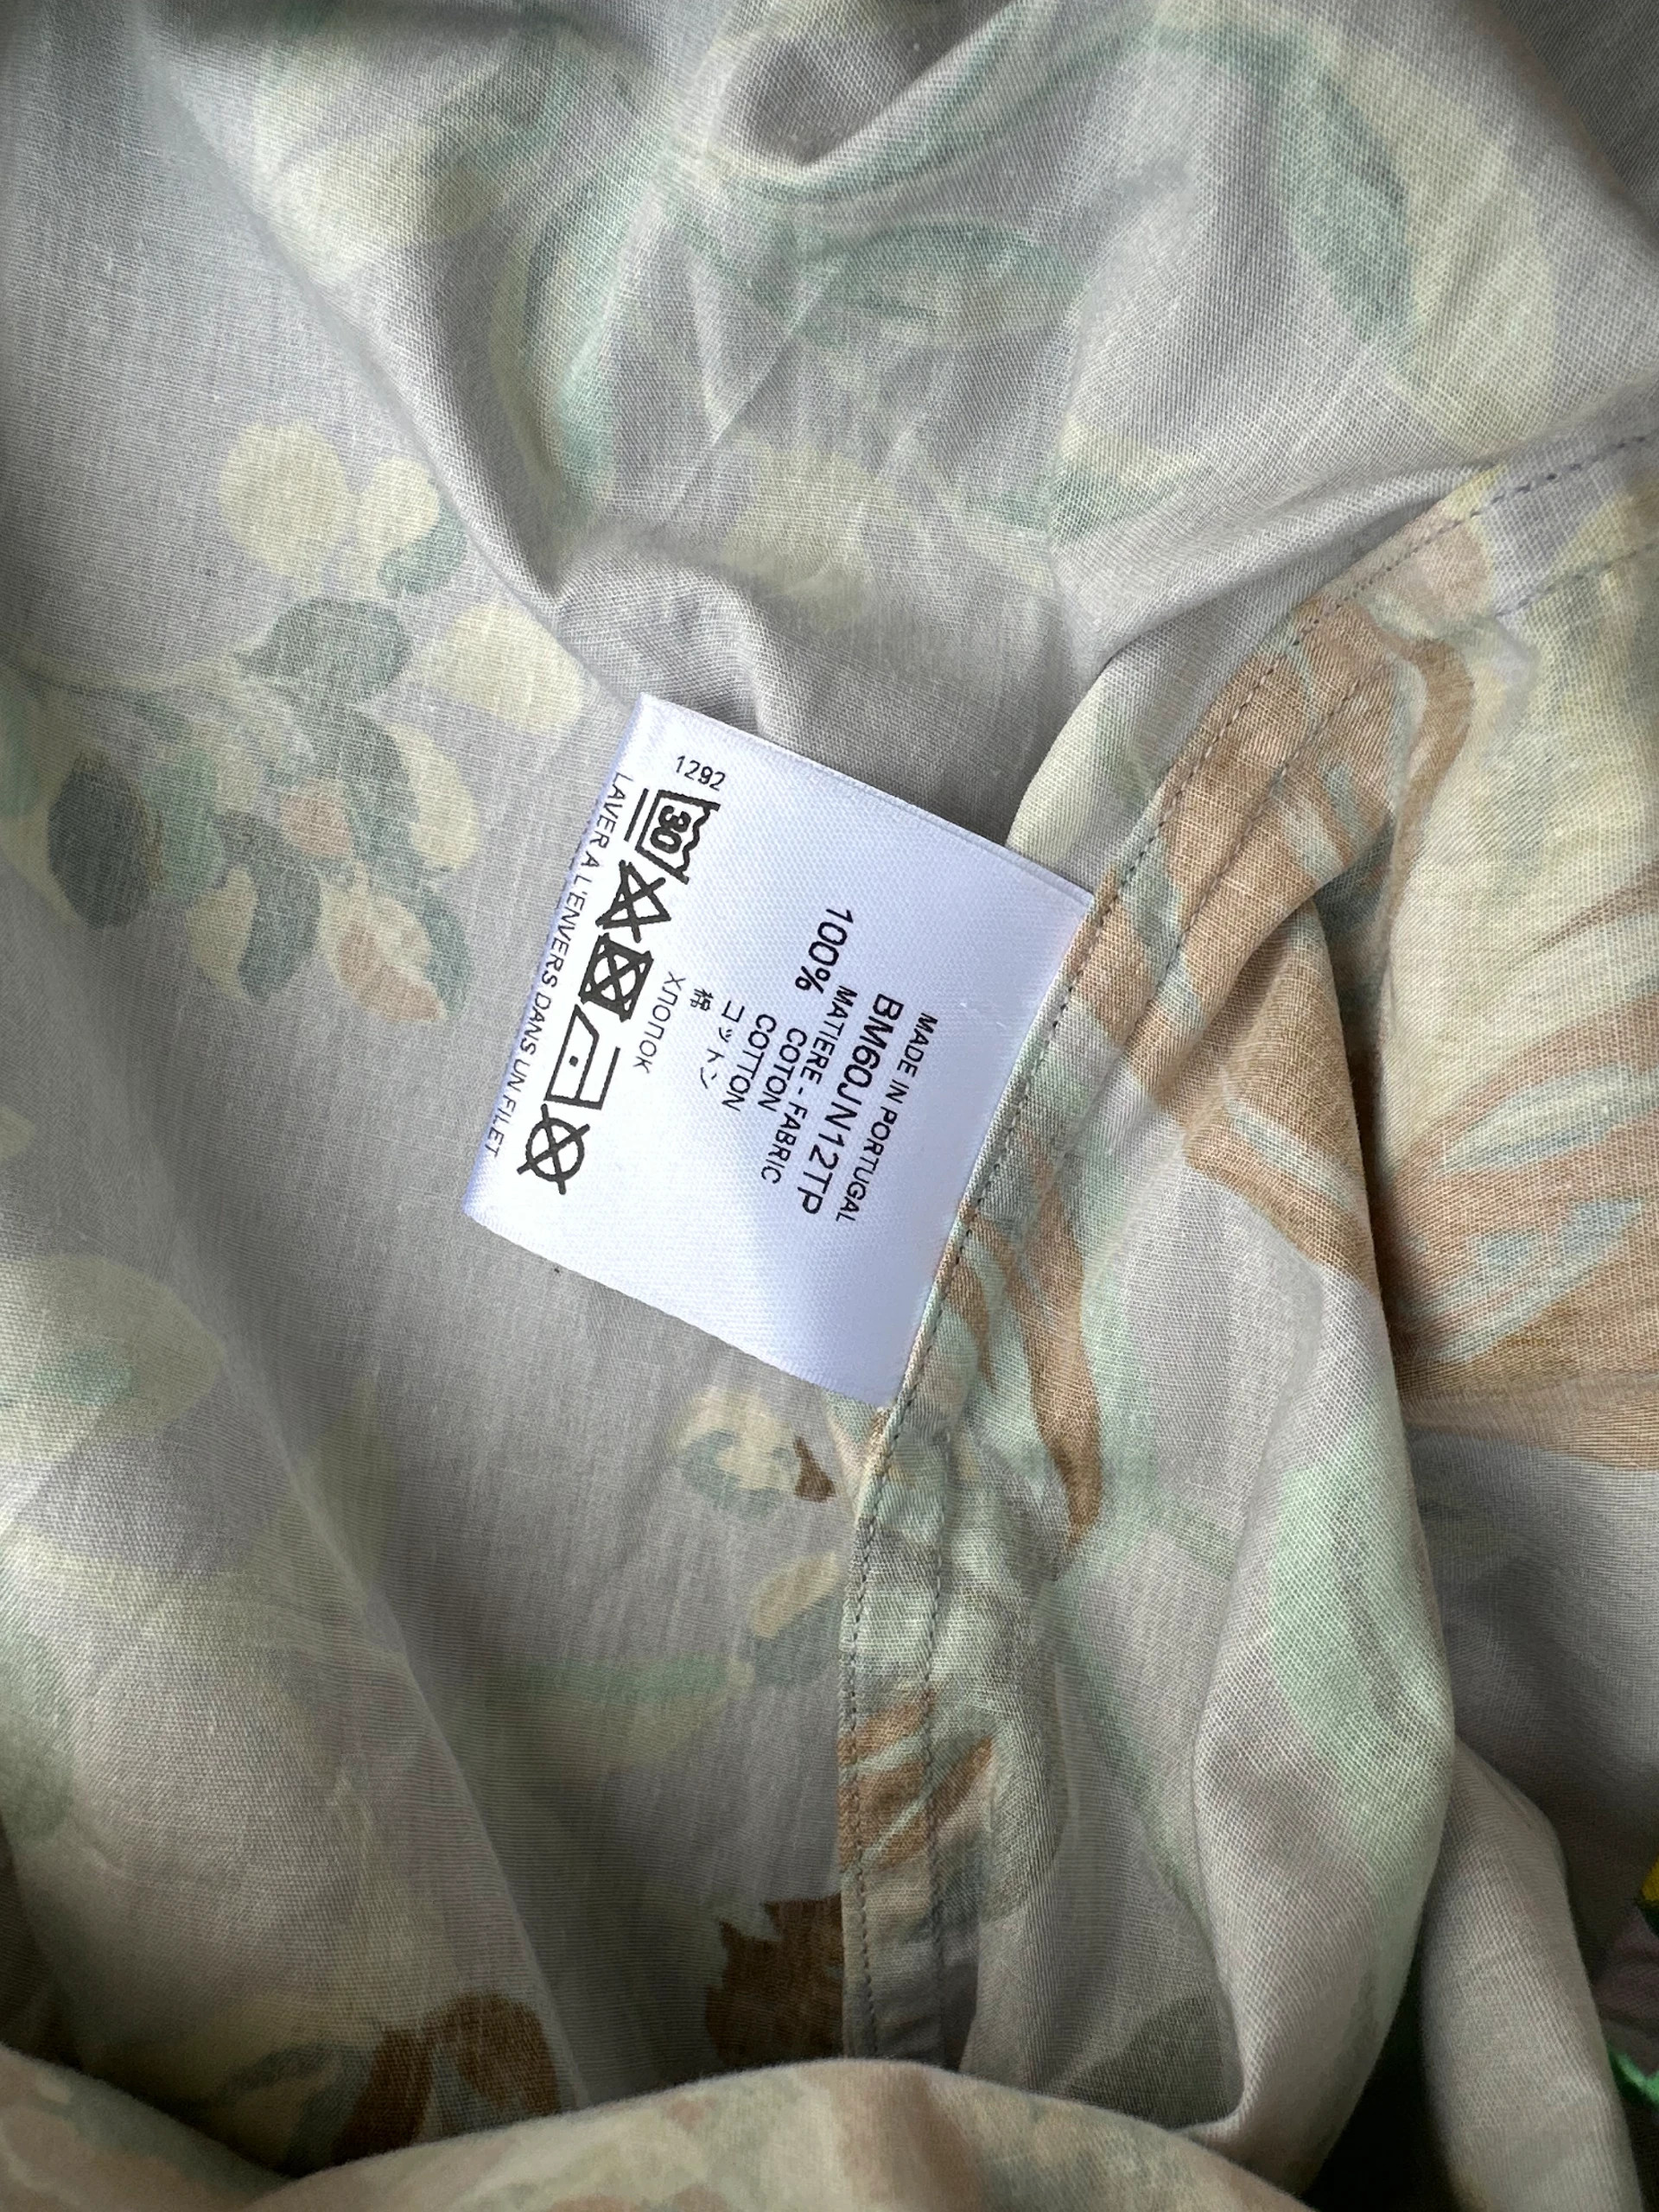 MADE IN PORTUGAL
BM60JN12TP
MATIERE - FABRIC
100% COTON
COTTON
コットン
棉
ХЛОПОК
1292
30
LAVER A L'ENVERS DANS UN FILET